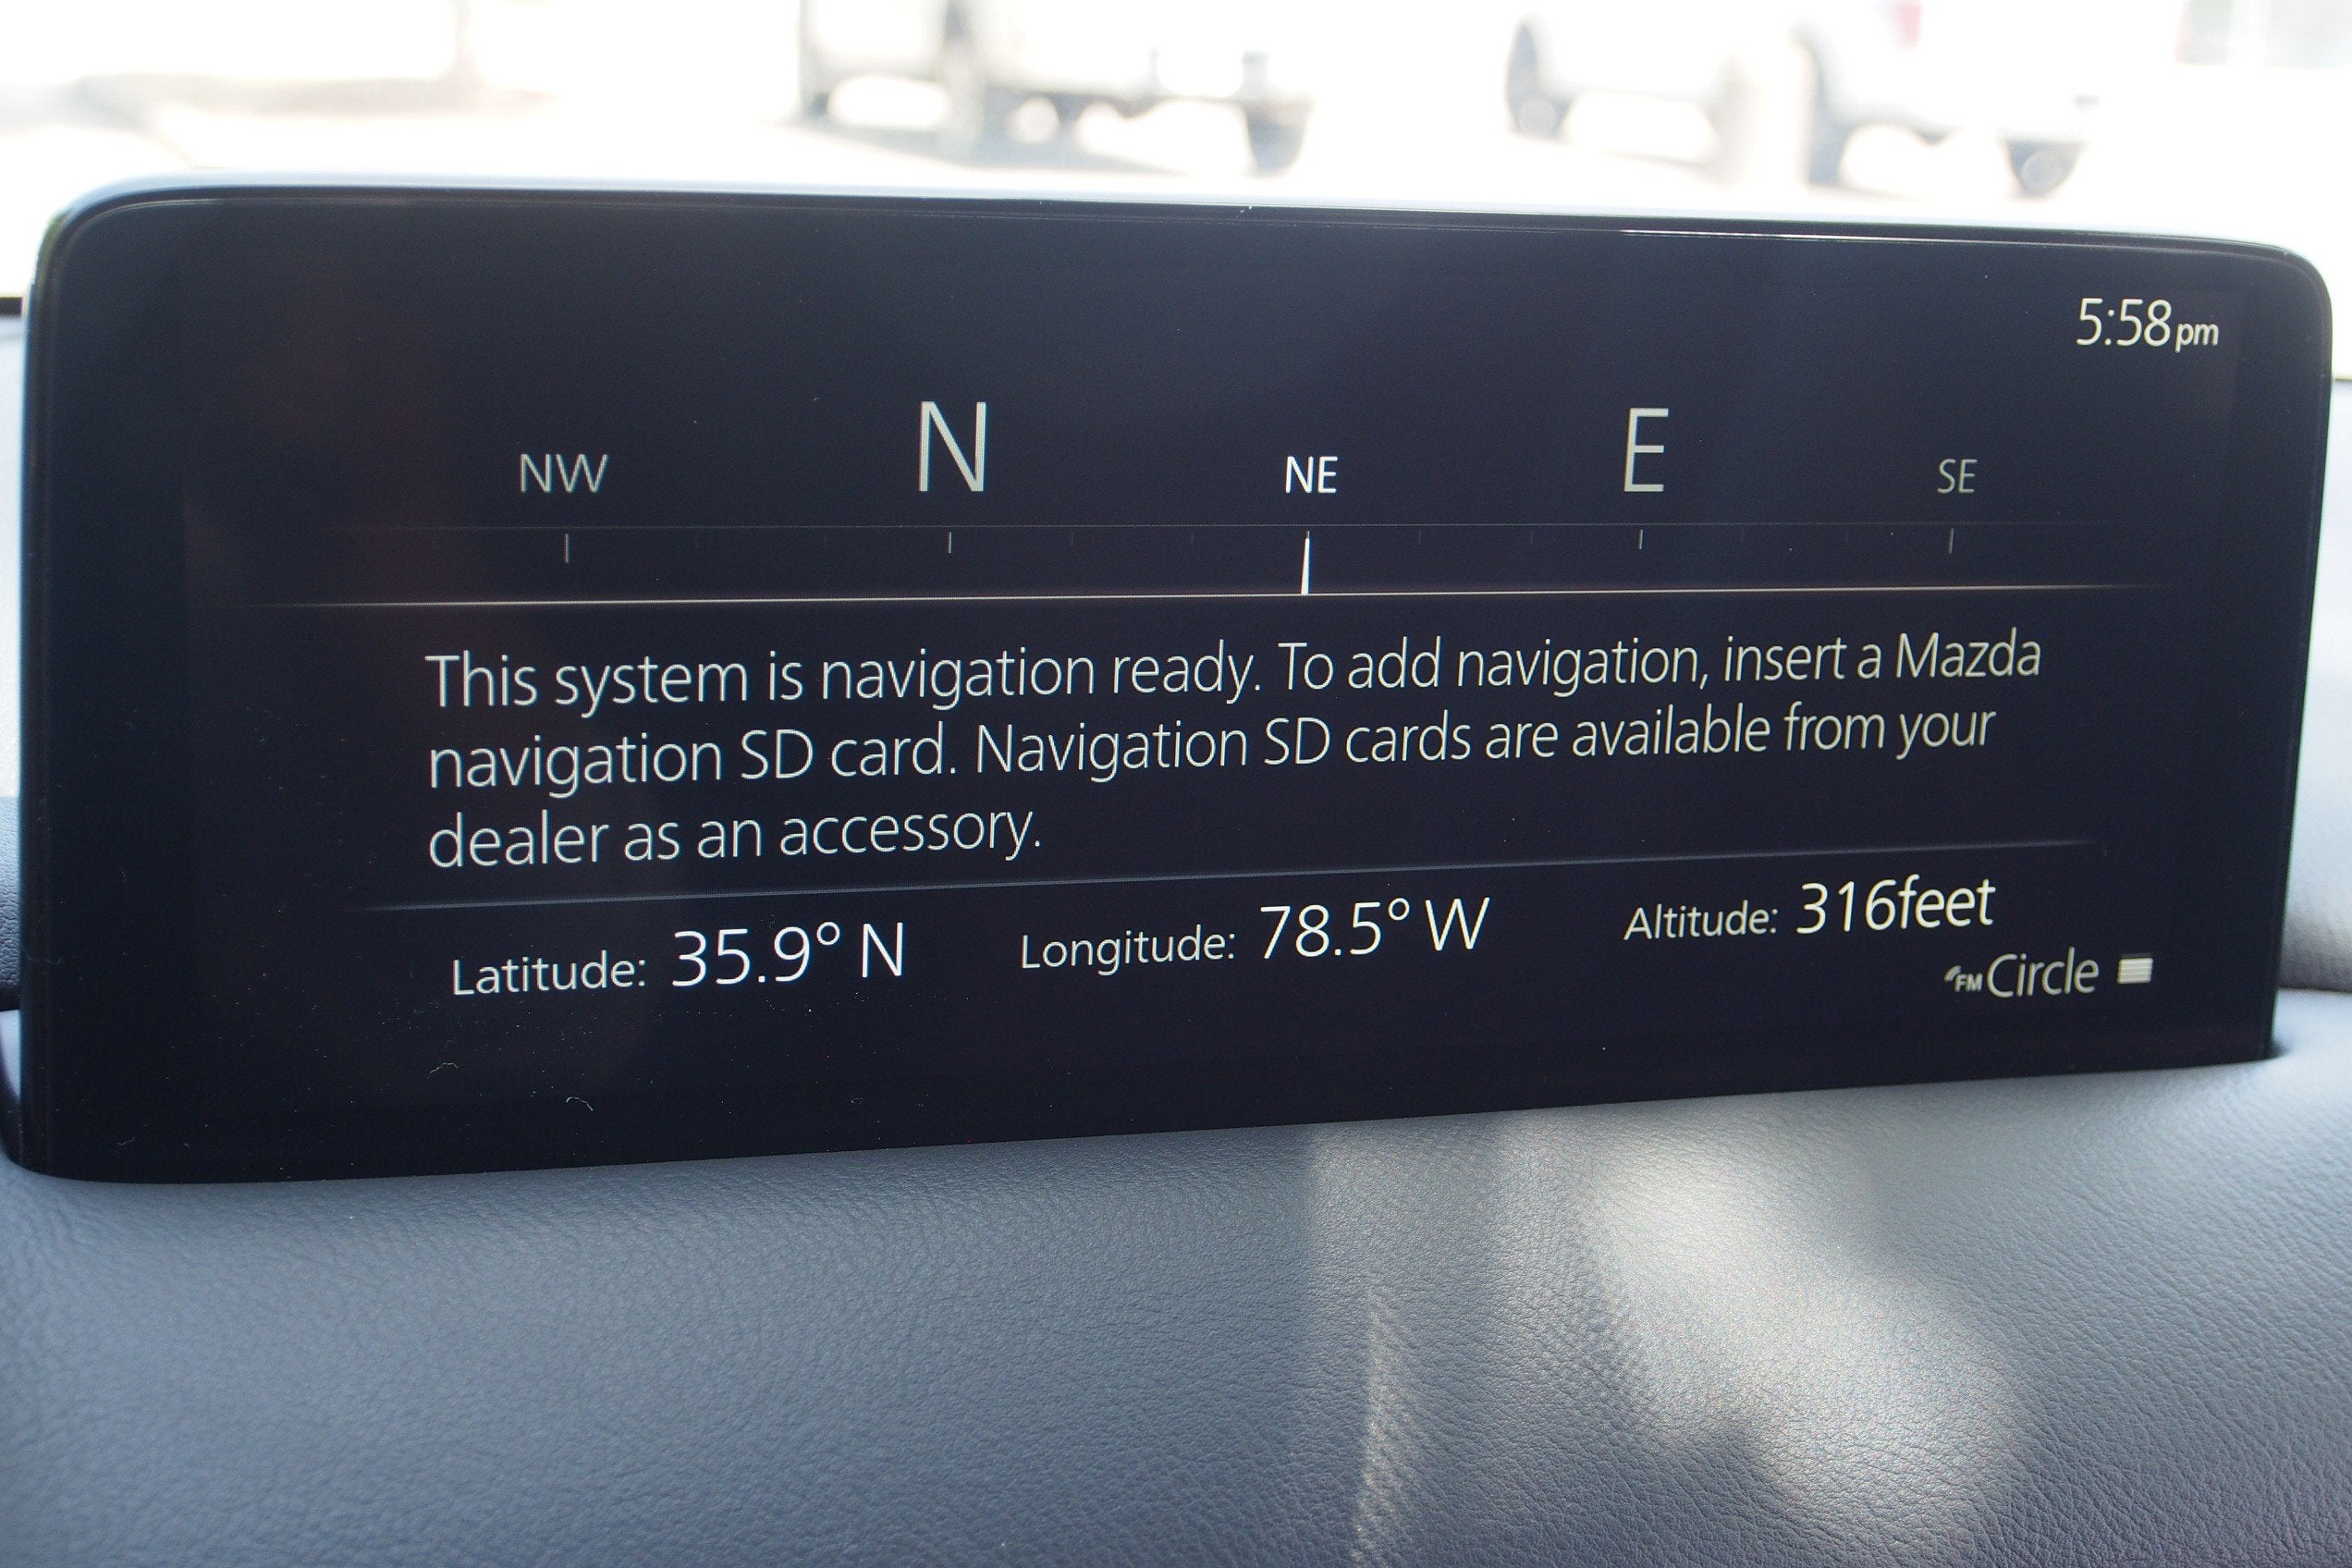 5:58pm
NW N NE E SE
This system is navigation ready. To add navigation, insert a Mazda
navigation SD card. Navigation SD cards are available from your
dealer as an accessory.
Latitude: 35.9° N Longitude: 78.5° W Altitude: 316feet
FM Circle